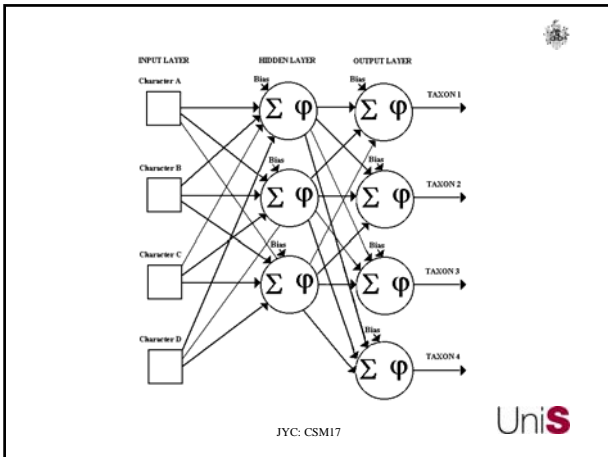 INPUT LAYER HIDDEN LAYER OUTPUT LAYER
Character A Bias Bias TAXON 1
Σ φ Σ φ
Character B Bias Bias TAXON 2
Σ φ Σ φ
Character C Bias Bias TAXON 3
Σ φ Σ φ
Character D Bias TAXON 4
Σ φ
JYC: CSM17
UniS